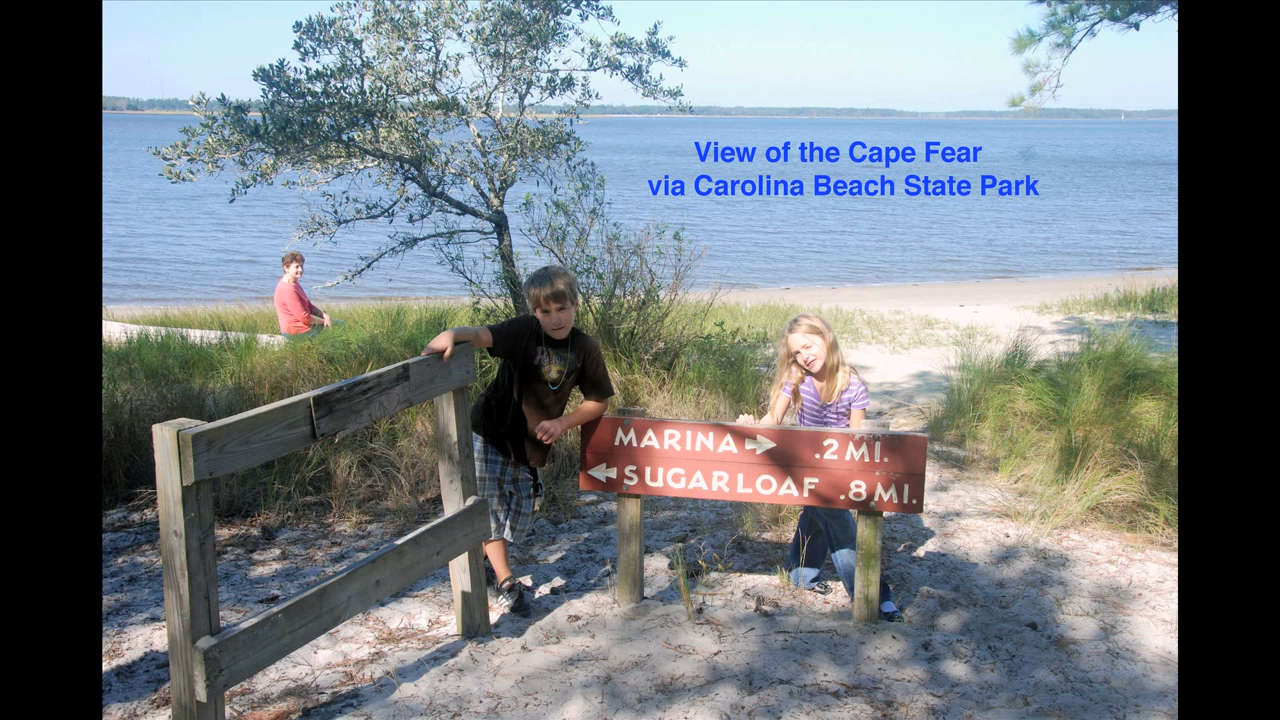 View of the Cape Fear
via Carolina Beach State Park
MARINA → .2 MI.
← SUGARLOAF .8 MI.